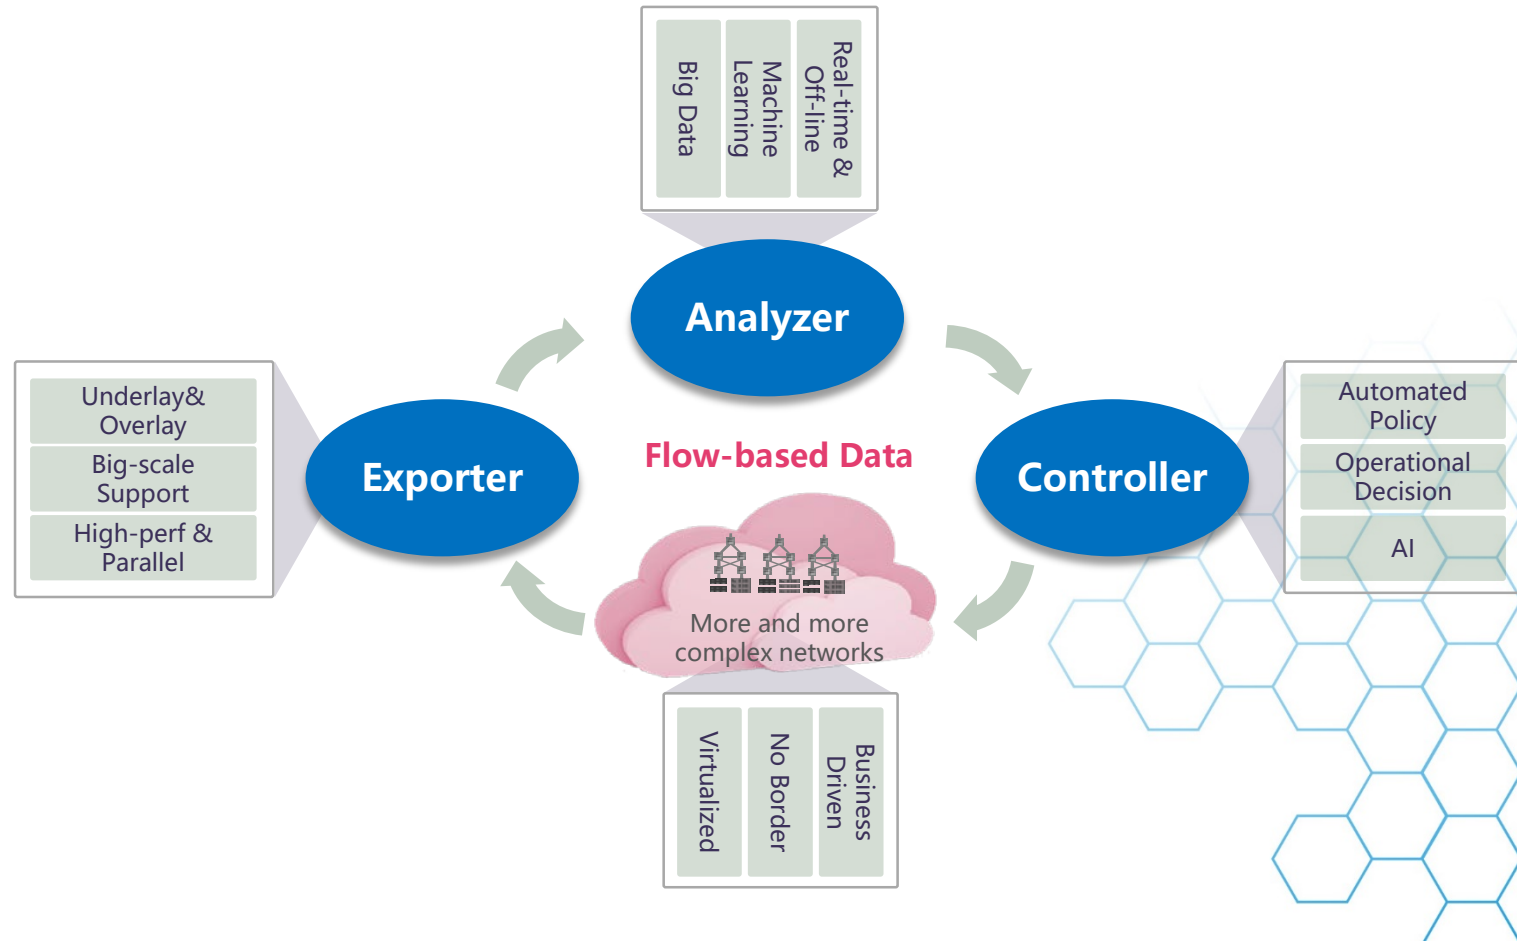 Real-time &
Off-line
Machine
Learning
Big Data
Analyzer
Underlay&
Overlay
Big-scale
Support
High-perf &
Parallel
Exporter
Flow-based Data
Controller
Automated
Policy
Operational
Decision
AI
More and more
complex networks
Business
Driven
No Border
Virtualized